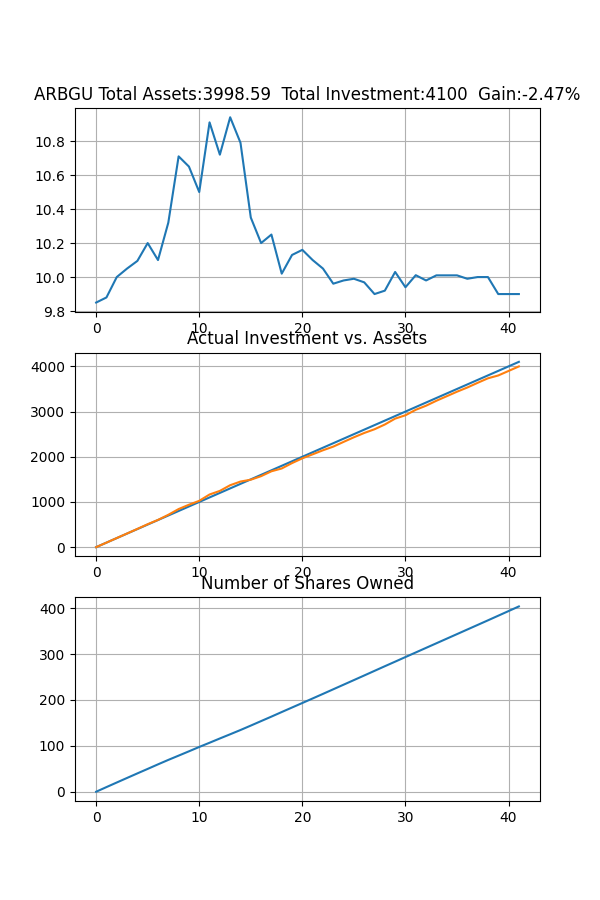 ARBGU Total Assets:3998.59  Total Investment:4100  Gain:-2.47%
10.8
10.6
10.4
10.2
10.0
9.8
0 10 20 30 40
Actual Investment vs. Assets
4000
3000
2000
1000
0
0 10 20 30 40
Number of Shares Owned
400
300
200
100
0
0 10 20 30 40